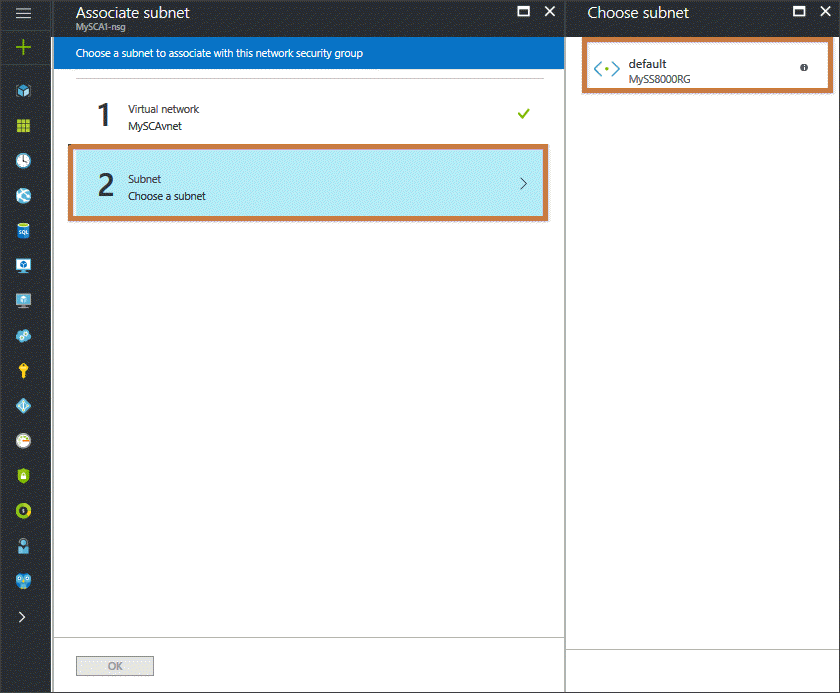 Associate subnet
MySCA1-nsg
Choose a subnet to associate with this network security group
1
Virtual network
MySCAvnet
2
Subnet
Choose a subnet
OK
Choose subnet
default
MySS8000RG
SQL